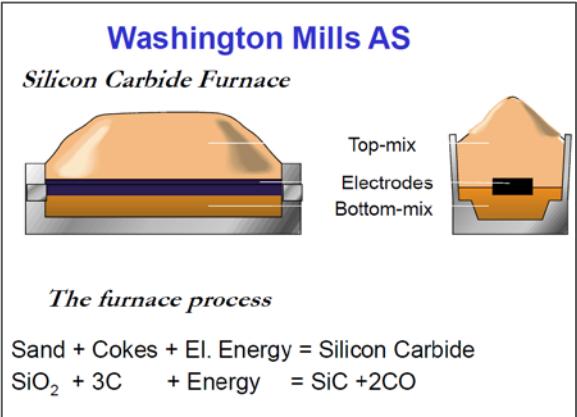 Washington Mills AS
Silicon Carbide Furnace
Top-mix
Electrodes
Bottom-mix
The furnace process
Sand + Cokes + El. Energy = Silicon Carbide
SiO₂ + 3C + Energy = SiC +2CO